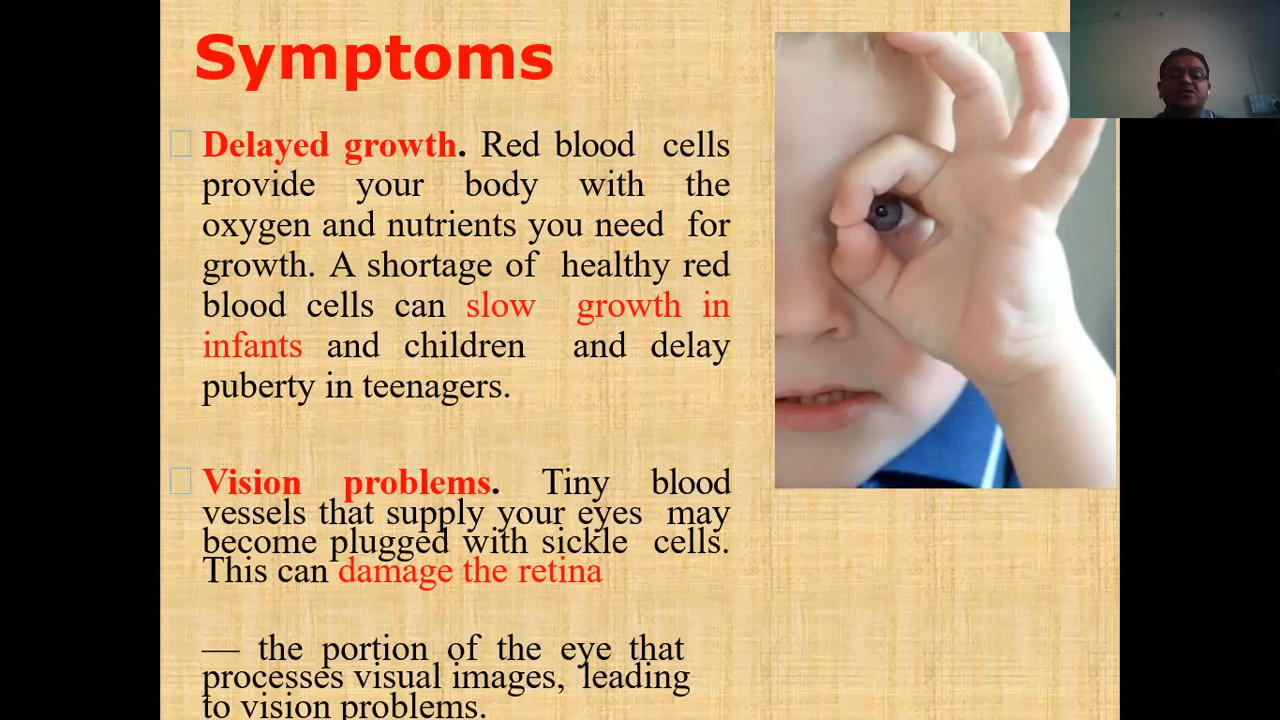 Symptoms
Delayed growth. Red blood cells
provide your body with the
oxygen and nutrients you need for
growth. A shortage of healthy red
blood cells can slow growth in
infants and children and delay
puberty in teenagers.
Vision problems. Tiny blood
vessels that supply your eyes may
become plugged with sickle cells.
This can damage the retina
— the portion of the eye that
processes visual images, leading
to vision problems.